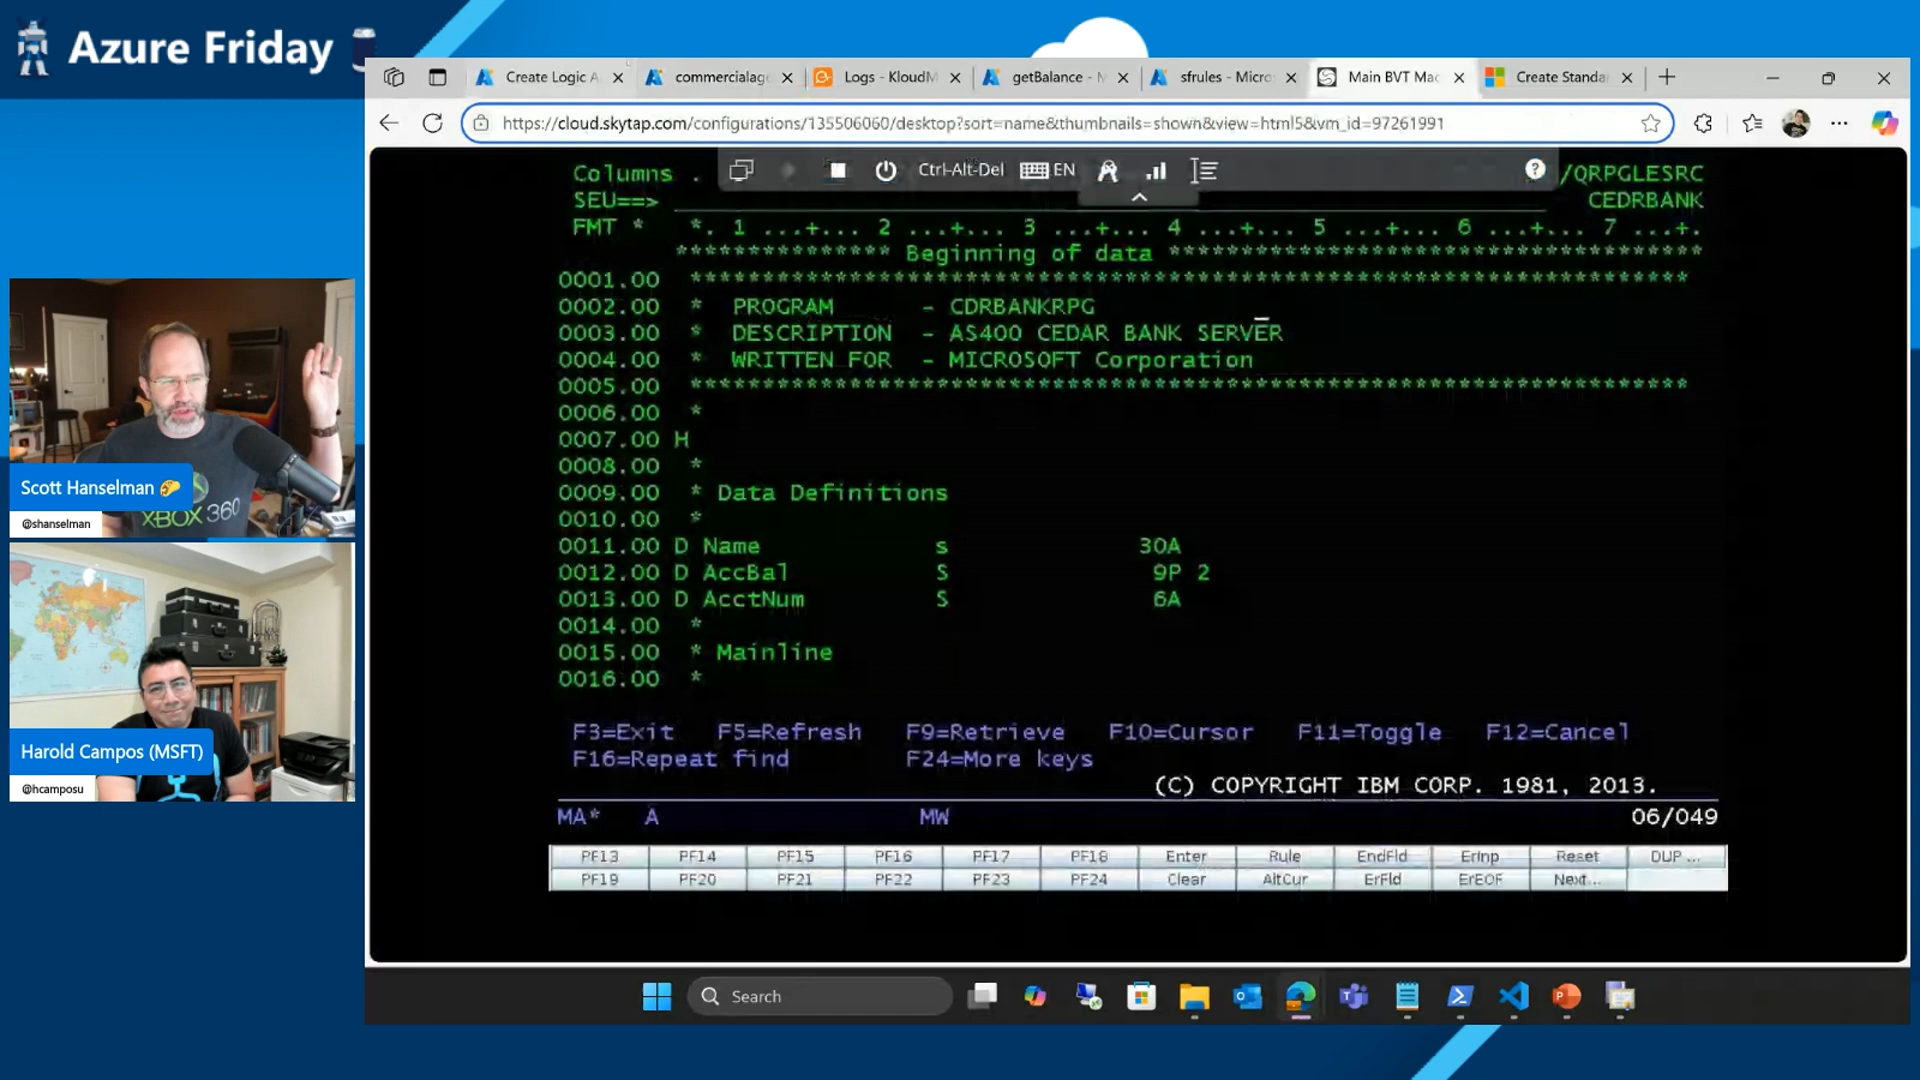 Azure Friday
Create Logic A
commercialage
Logs - KloudM
getBalance - M
sfrules - Micro
Main BVT Mac
Create Standa
https://cloud.skytap.com/configurations/135506060/desktop?sort=name&thumbnails=shown&view=html5&vm_id=97261991
Ctrl-Alt-Del
EN
Columns .
/QRPGLESRC
SEU==>
CEDRBANK
FMT *    *. 1 ...+... 2 ...+... 3 ...+... 4 ...+... 5 ...+... 6 ...+... 7 ...+.
*************** Beginning of data *************************************
0001.00 *********************************************************************
0002.00 * PROGRAM - CDRBANKRPG
0003.00 * DESCRIPTION - AS400 CEDAR BANK SERVER
0004.00 * WRITTEN FOR - MICROSOFT Corporation
0005.00 *********************************************************************
0006.00 *
0007.00 H
0008.00 *
0009.00 * Data Definitions
0010.00 *
0011.00 D Name s 30A
0012.00 D AccBal S 9P 2
0013.00 D AcctNum S 6A
0014.00 *
0015.00 * Mainline
0016.00 *
F3=Exit F5=Refresh F9=Retrieve F10=Cursor F11=Toggle F12=Cancel
F16=Repeat find F24=More keys
(C) COPYRIGHT IBM CORP. 1981, 2013.
MA* A MW 06/049
PF13 PF14 PF15 PF16 PF17 PF18 Enter Rule EndFld ErInp Reset DUP ...
PF19 PF20 PF21 PF22 PF23 PF24 Clear AltCur ErFld ErEOF Next...
Search
XBOX 360
Scott Hanselman
@shanselman
Harold Campos (MSFT)
@hcamposu